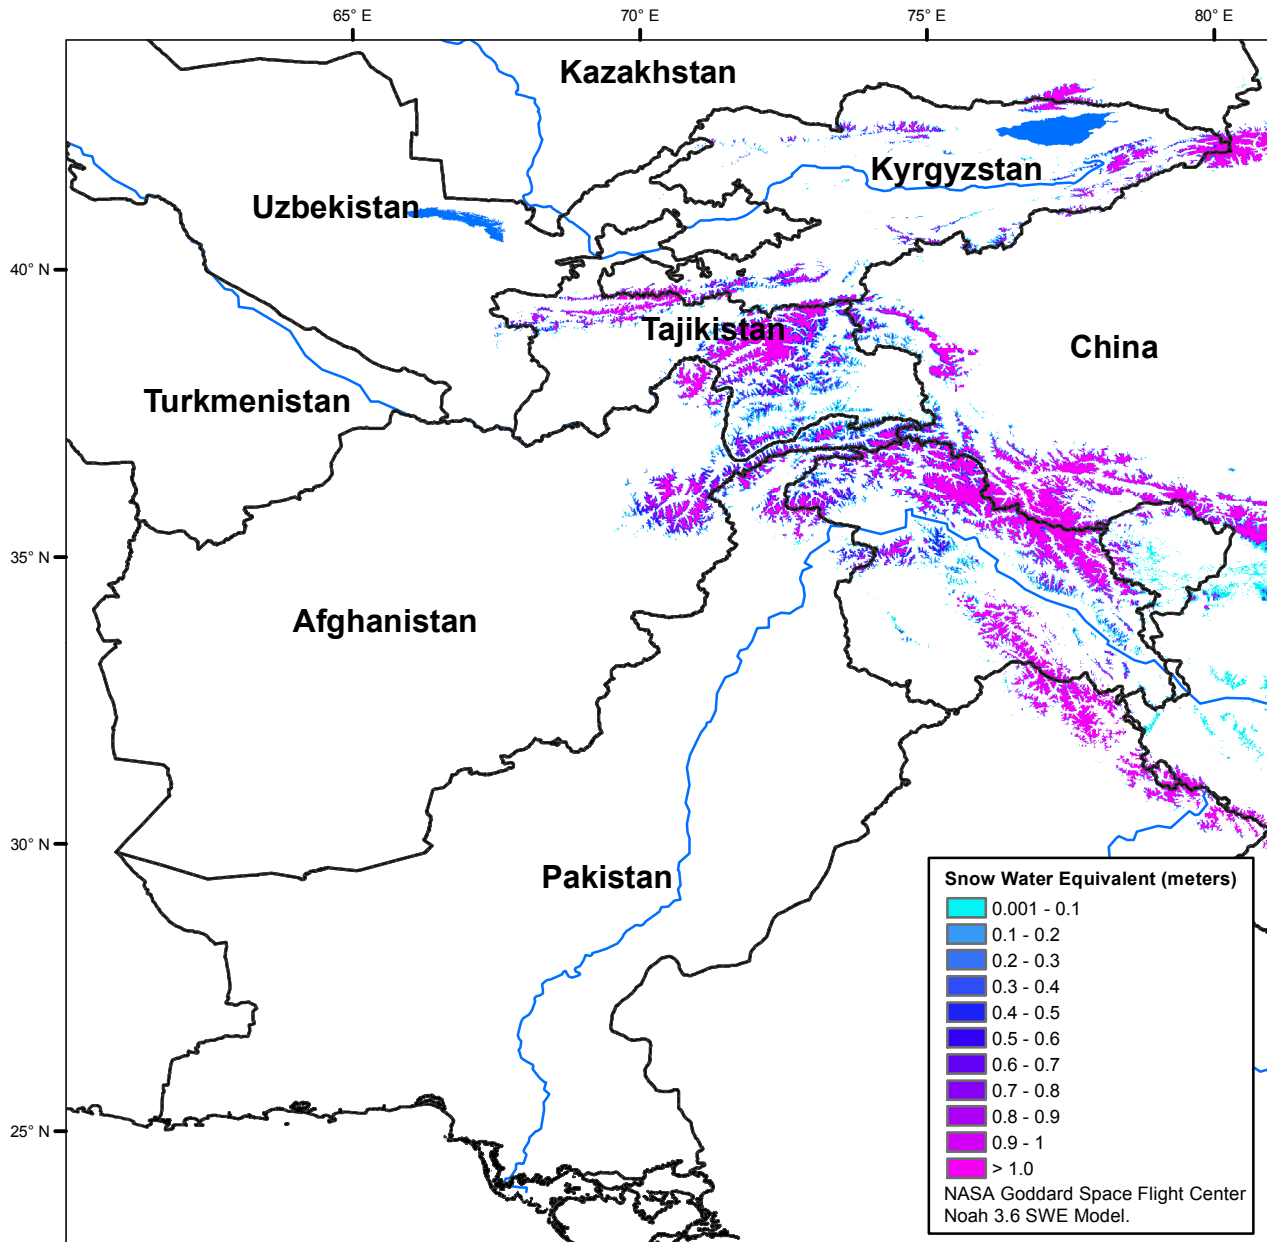 65° E
70° E
75° E
80° E
Kazakhstan
Kyrgyzstan
Uzbekistan
40° N
Tajikistan
China
Turkmenistan
35° N
Afghanistan
30° N
Pakistan
25° N
Snow Water Equivalent (meters)
0.001 - 0.1
0.1 - 0.2
0.2 - 0.3
0.3 - 0.4
0.4 - 0.5
0.5 - 0.6
0.6 - 0.7
0.7 - 0.8
0.8 - 0.9
0.9 - 1
> 1.0
NASA Goddard Space Flight Center
Noah 3.6 SWE Model.